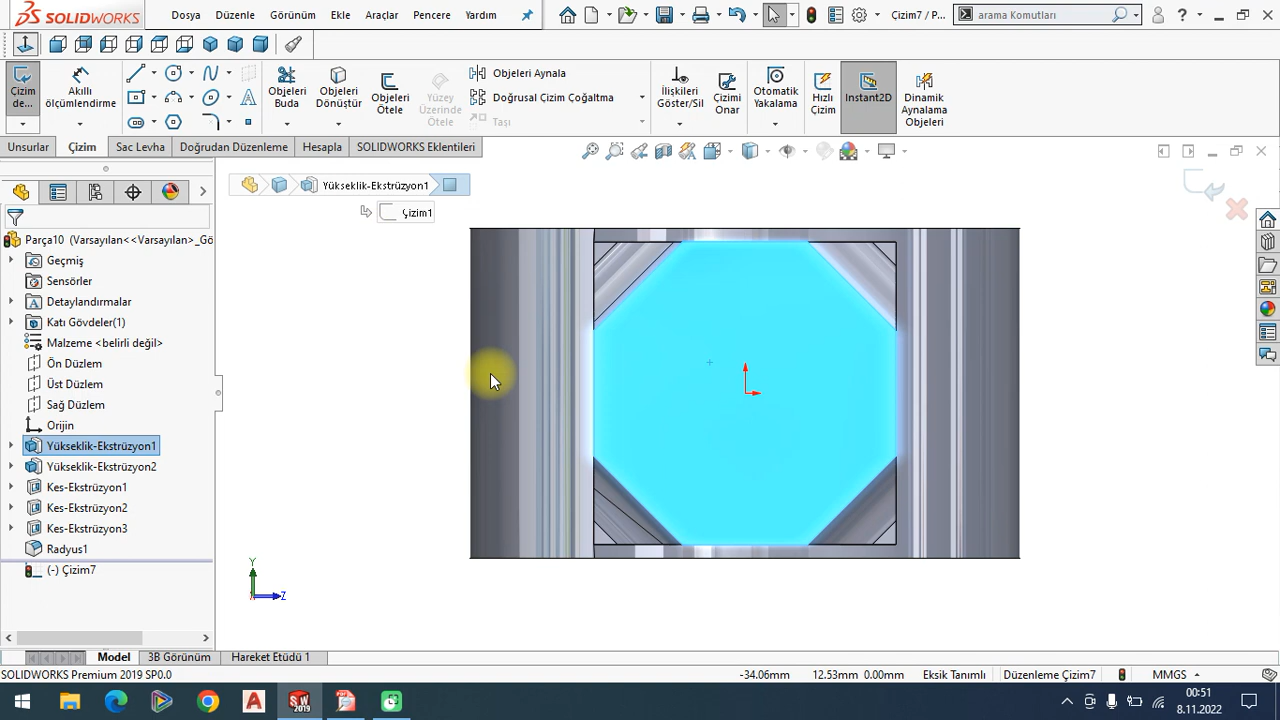 SOLIDWORKS
Dosya
Düzenle
Görünüm
Ekle
Araçlar
Pencere
Yardım
Çizim7 / P...
arama Komutları
?
Çizim
de...
Akıllı
ölçümlendirme
A
Objeleri
Buda
Objeleri
Dönüştür
Objeleri
Ötele
Yüzey
Üzerinde
Ötele
Objeleri Aynala
Doğrusal Çizim Çoğaltma
Taşı
İlişkileri
Göster/Sil
Çizimi
Onar
Otomatik
Yakalama
Hızlı
Çizim
Instant2D
Dinamik
Aynalama
Objeleri
Unsurlar
Çizim
Sac Levha
Doğrudan Düzenleme
Hesapla
SOLIDWORKS Eklentileri
Yükseklik-Ekstrüzyon1
Çizim1
Parça10 (Varsayılan<<Varsayılan>_Gö
Geçmiş
Sensörler
Detaylandırmalar
Katı Gövdeler(1)
Malzeme <belirli değil>
Ön Düzlem
Üst Düzlem
Sağ Düzlem
Orijin
Yükseklik-Ekstrüzyon1
Yükseklik-Ekstrüzyon2
Kes-Ekstrüzyon1
Kes-Ekstrüzyon2
Kes-Ekstrüzyon3
Radyus1
(-) Çizim7
Y
Z
Model
3B Görünüm
Hareket Etüdü 1
SOLIDWORKS Premium 2019 SP0.0
-34.06mm
12.53mm 0.00mm
Eksik Tanımlı
Düzenleme Çizim7
MMGS
A
SW
2019
00:51
8.11.2022